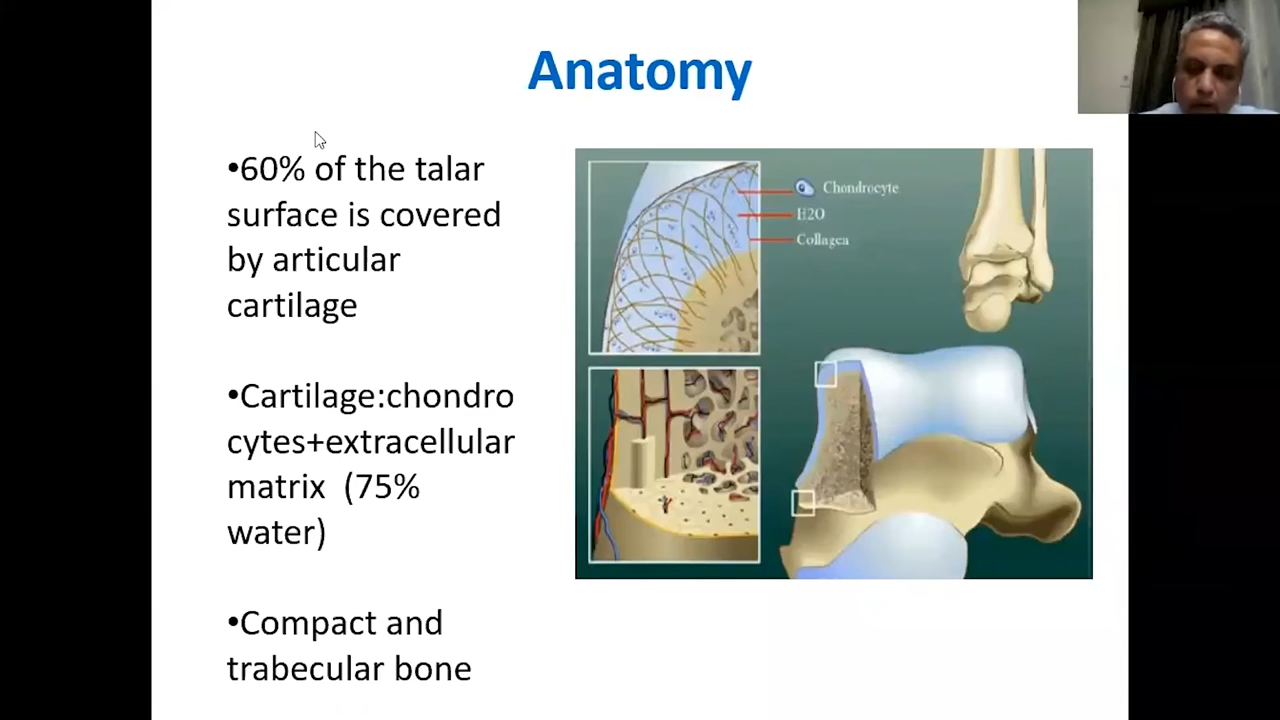 Anatomy
•60% of the talar
surface is covered
by articular
cartilage
•Cartilage:chondro
cytes+extracellular
matrix (75%
water)
•Compact and
trabecular bone
Chondrocyte
H2O
Collagen